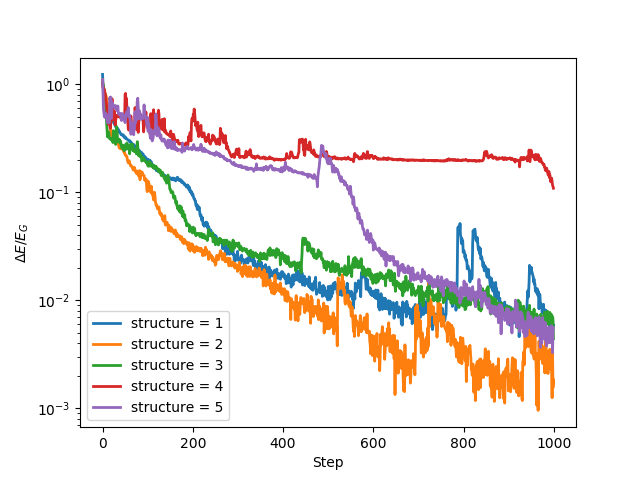 10⁰
10⁻¹
10⁻²
10⁻³
ΔE/E_G
structure = 1
structure = 2
structure = 3
structure = 4
structure = 5
0 200 400 600 800 1000
Step